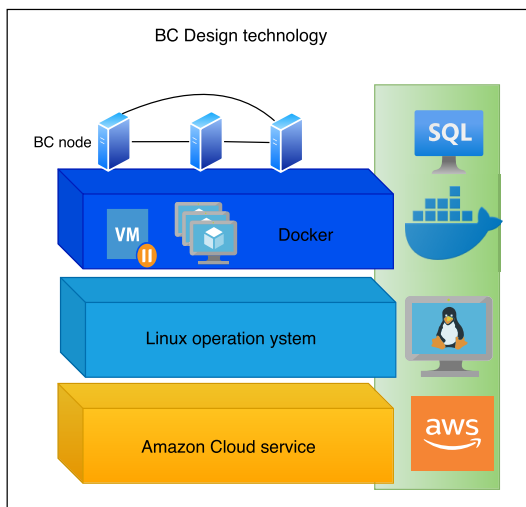 BC Design technology
BC node
SQL
VM
Docker
Linux operation ystem
Amazon Cloud service
aws